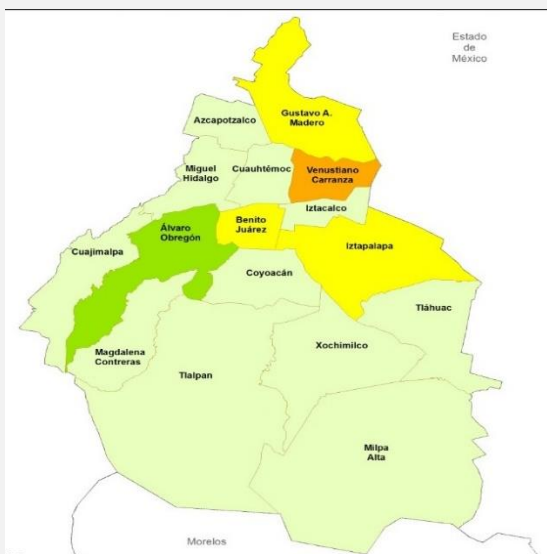 Estado
de
México
Gustavo A.
Madero
Azcapotzalco
Miguel
Hidalgo
Cuauhtémoc
Venustiano
Carranza
Iztacalco
Álvaro
Obregón
Benito
Juárez
Iztapalapa
Cuajimalpa
Coyoacán
Tláhuac
Magdalena
Contreras
Tlalpan
Xochimilco
Milpa
Alta
Morelos